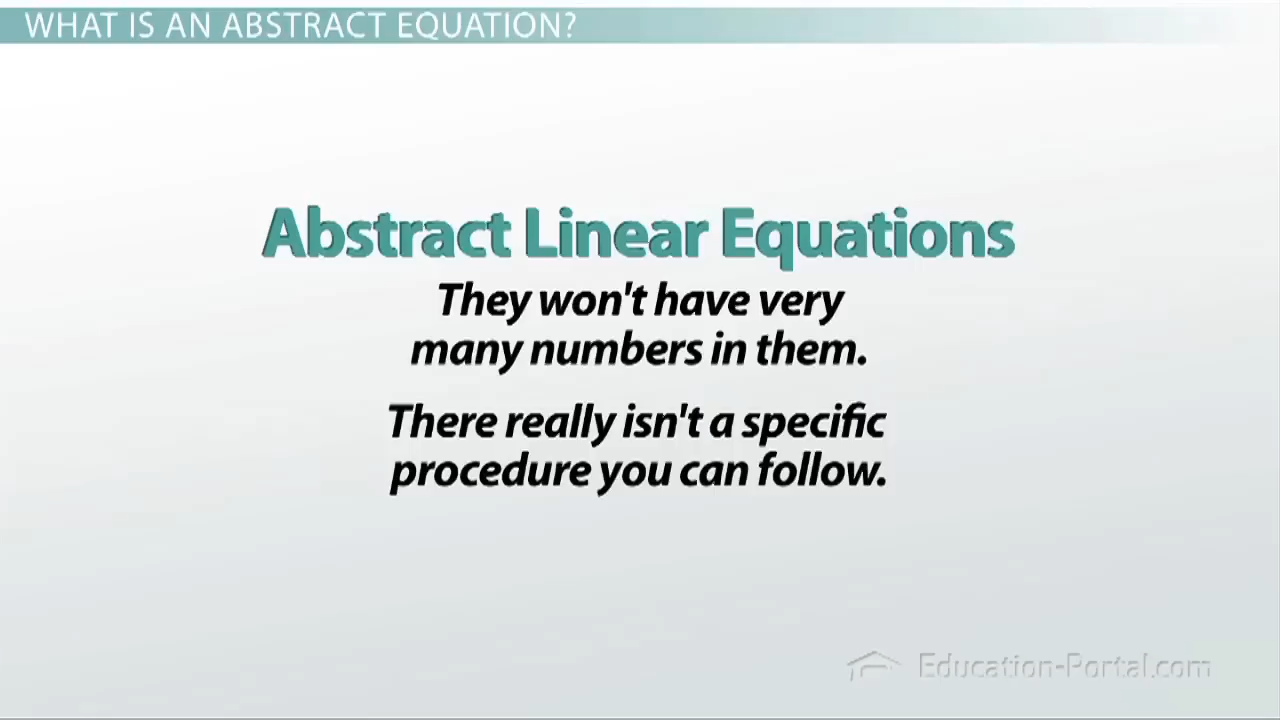 WHAT IS AN ABSTRACT EQUATION?
Abstract Linear Equations
They won't have very
many numbers in them.
There really isn't a specific
procedure you can follow.
Education-Portal.com